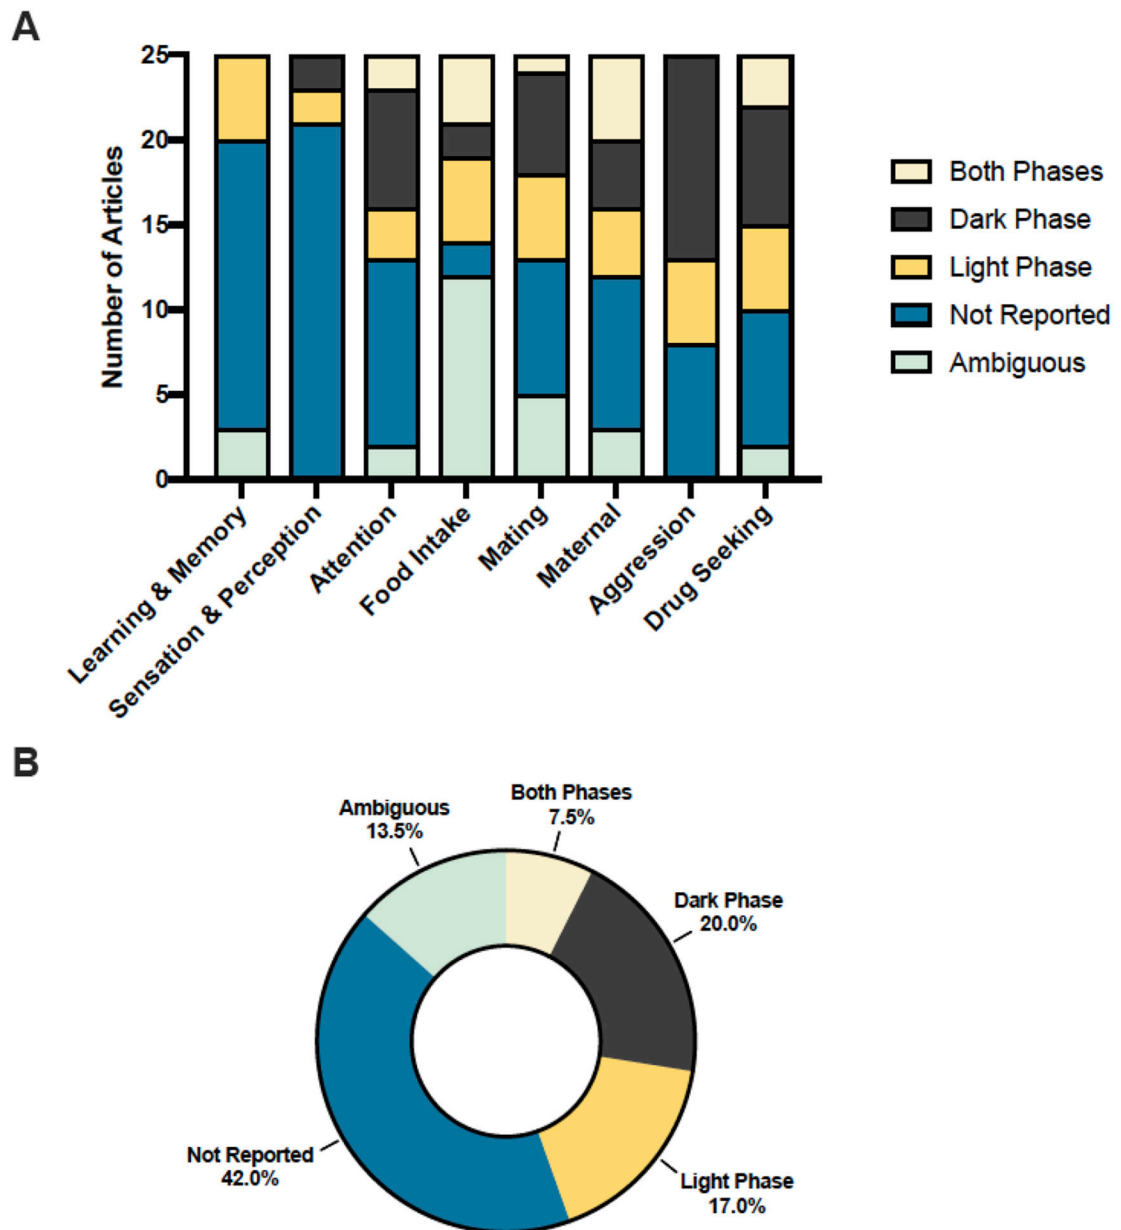 A
25
20
15
10
5
0
Number of Articles
Learning & Memory
Sensation & Perception
Attention
Food Intake
Mating
Maternal
Aggression
Drug Seeking
Both Phases
Dark Phase
Light Phase
Not Reported
Ambiguous
B
Ambiguous
13.5%
Both Phases
7.5%
Dark Phase
20.0%
Not Reported
42.0%
Light Phase
17.0%